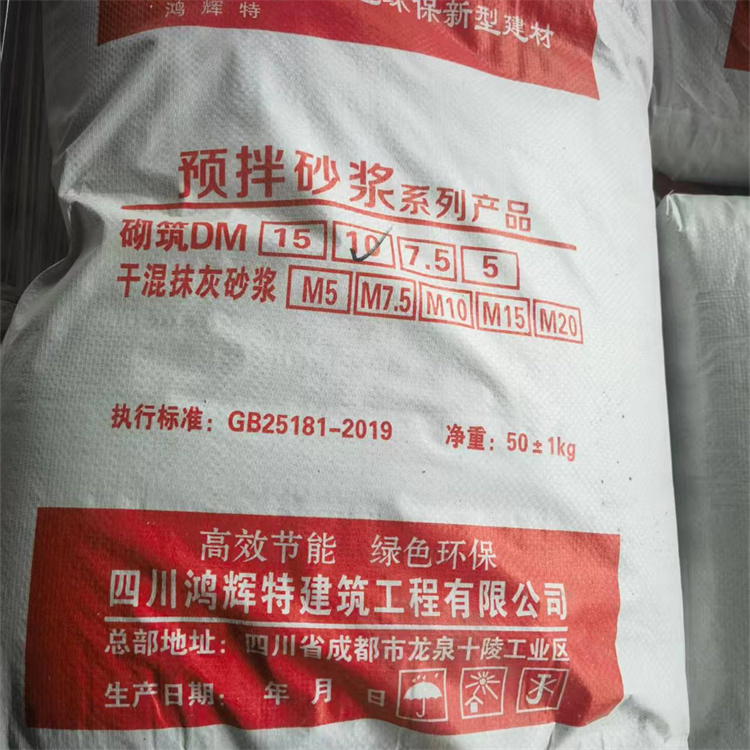 鸿辉特
环保新型建材
预拌砂浆系列产品
砌筑DM 15 10 7.5 5
干混抹灰砂浆 M5 M7.5 M10 M15 M20
执行标准：GB25181-2019 净重：50±1kg
高效节能 绿色环保
四川鸿辉特建筑工程有限公司
总部地址：四川省成都市龙泉十陵工业区
生产日期： 年 月 日